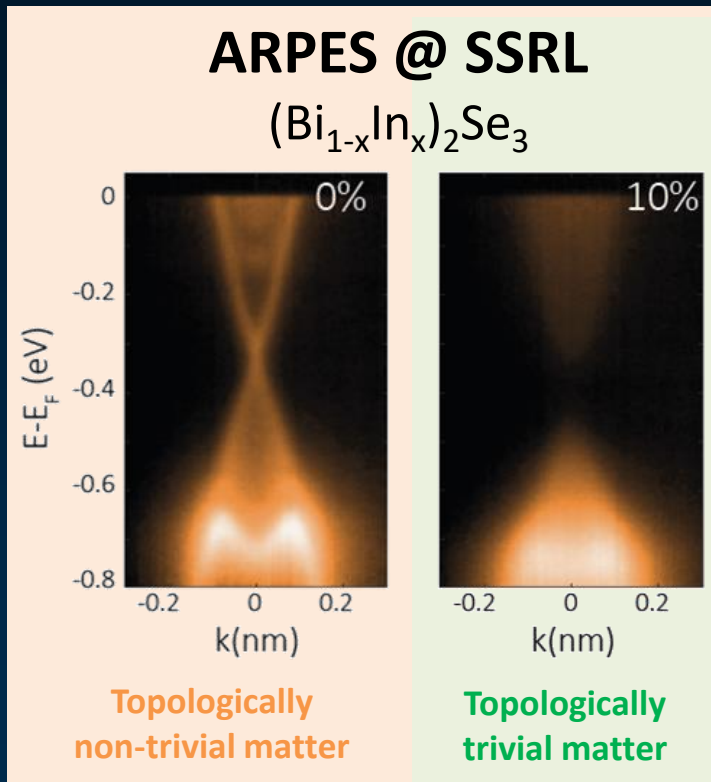 ARPES @ SSRL
(Bi₁₋ₓInₓ)₂Se₃
0%
10%
0
-0.2
-0.4
-0.6
-0.8
E-E_F (eV)
-0.2 0 0.2
-0.2 0 0.2
k(nm)
k(nm)
Topologically
non-trivial matter
Topologically
trivial matter